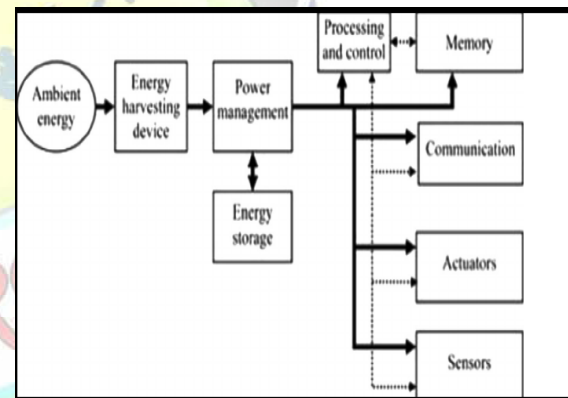 Ambient
energy
Energy
harvesting
device
Power
management
Energy
storage
Processing
and control
Memory
Communication
Actuators
Sensors